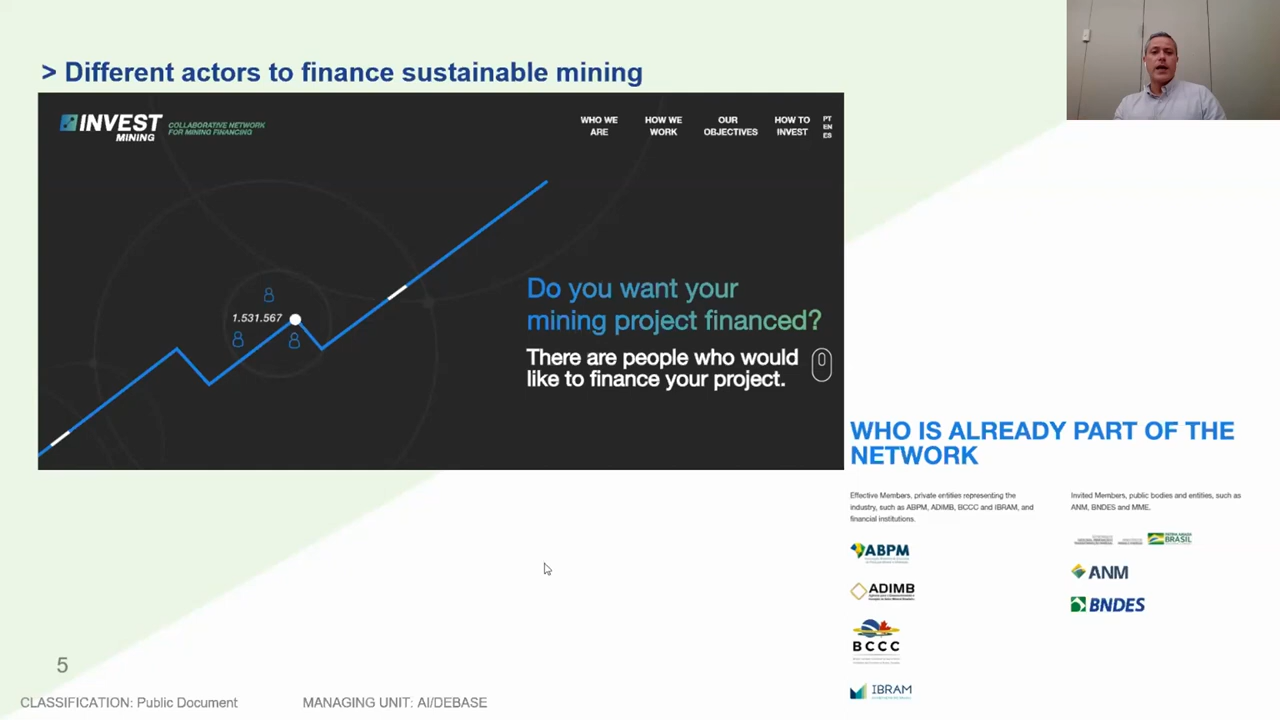 > Different actors to finance sustainable mining
INVEST
MINING
COLLABORATIVE NETWORK
FOR MINING FINANCING
WHO WE
ARE
HOW WE
WORK
OUR
OBJECTIVES
HOW TO
INVEST
PT
EN
ES
1.531.567
Do you want your
mining project financed?
There are people who would
like to finance your project.
WHO IS ALREADY PART OF THE
NETWORK
Effective Members, private entities representing the
industry, such as ABPM, ADIMB, BCCC and IBRAM, and
financial institutions.
Invited Members, public bodies and entities, such as
ANM, BNDES and MME.
ABPM
ADIMB
BCCC
IBRAM
BRASIL
ANM
BNDES
5
CLASSIFICATION: Public Document
MANAGING UNIT: AI/DEBASE